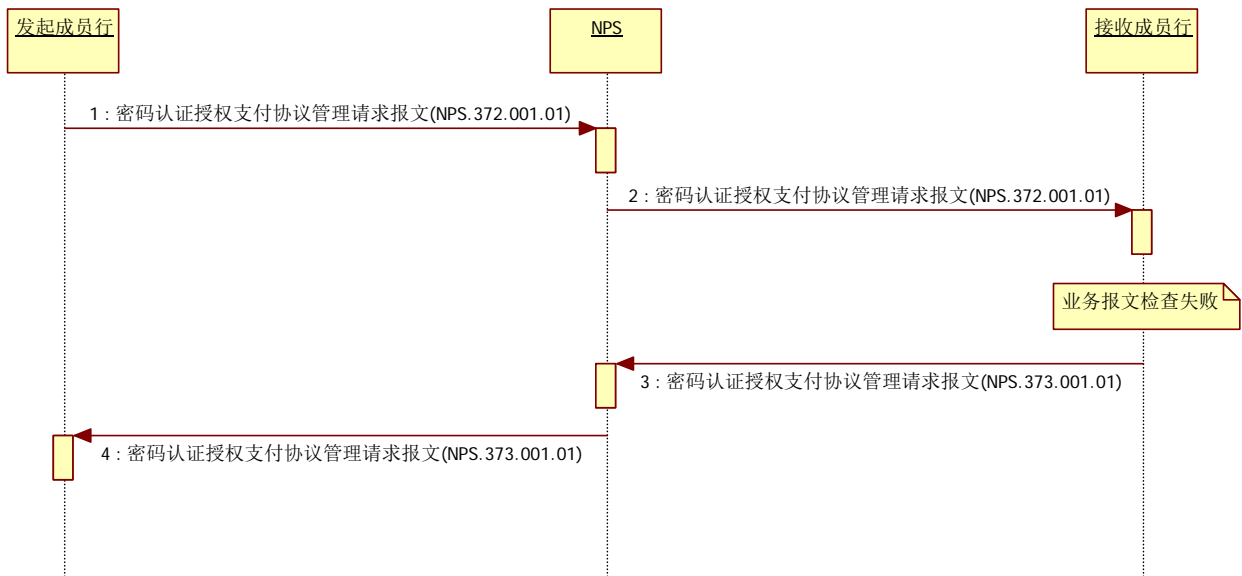 发起成员行
NPS
接收成员行
1 : 密码认证授权支付协议管理请求报文(NPS.372.001.01)
2 : 密码认证授权支付协议管理请求报文(NPS.372.001.01)
业务报文检查失败
3 : 密码认证授权支付协议管理请求报文(NPS.373.001.01)
4 : 密码认证授权支付协议管理请求报文(NPS.373.001.01)